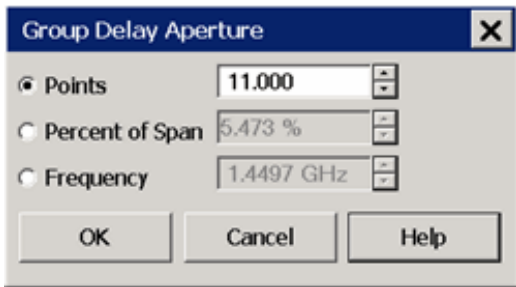 Group Delay Aperture
Points 11.000
Percent of Span 5.473 %
Frequency 1.4497 GHz
OK Cancel Help